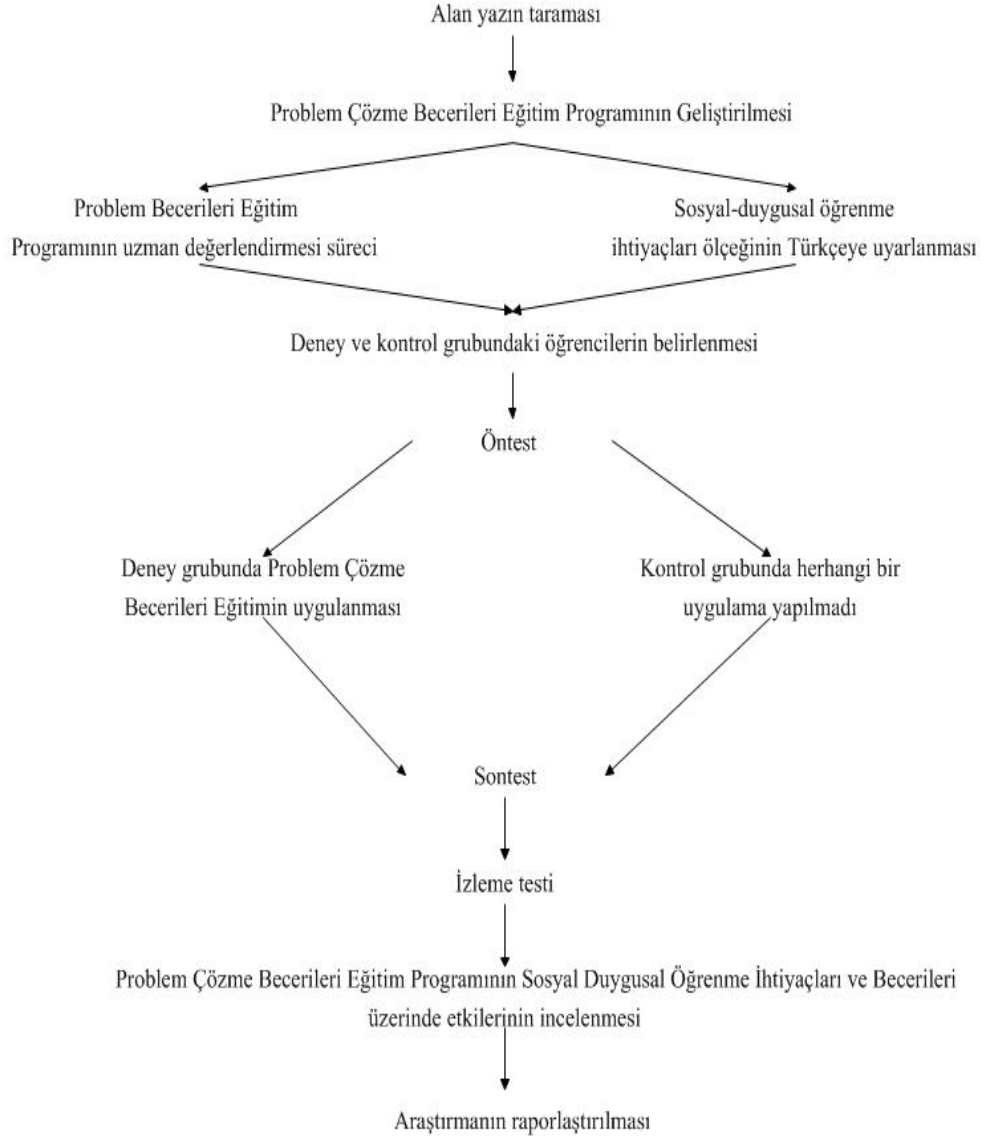 Alan yazın taraması
Problem Çözme Becerileri Eğitim Programının Geliştirilmesi
Problem Becerileri Eğitim
Programının uzman değerlendirmesi süreci
Sosyal-duygusal öğrenme
ihtiyaçları ölçeğinin Türkçeye uyarlanması
Deney ve kontrol grubundaki öğrencilerin belirlenmesi
Öntest
Deney grubunda Problem Çözme
Becerileri Eğitimin uygulanması
Kontrol grubunda herhangi bir
uygulama yapılmadı
Sontest
İzleme testi
Problem Çözme Becerileri Eğitim Programının Sosyal Duygusal Öğrenme İhtiyaçları ve Becerileri
üzerinde etkilerinin incelenmesi
Araştırmanın raporlaştırılması